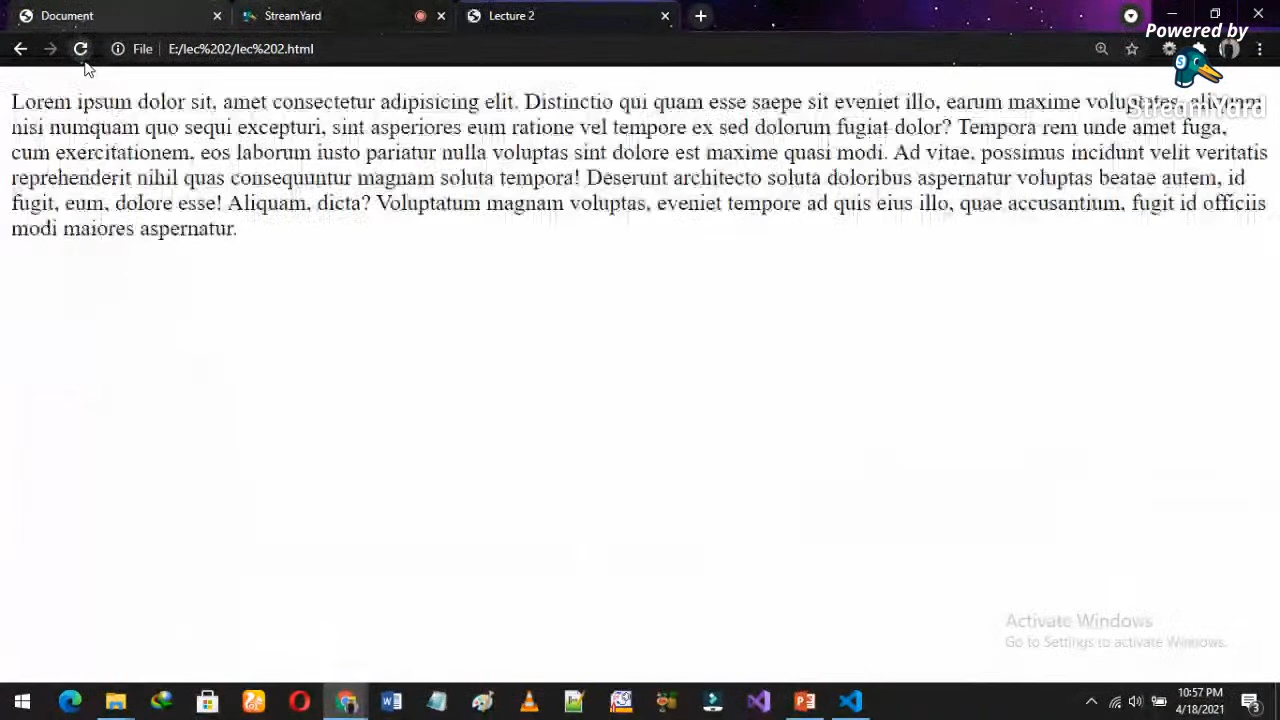 Document
StreamYard
Lecture 2
File
E:/lec%202/lec%202.html
Powered by
StreamYard
Lorem ipsum dolor sit, amet consectetur adipisicing elit. Distinctio qui quam esse saepe sit eveniet illo, earum maxime voluptates, aliquam
nisi numquam quo sequi excepturi, sint asperiores eum ratione vel tempore ex sed dolorum fugiat dolor? Tempora rem unde amet fuga,
cum exercitationem, eos laborum iusto pariatur nulla voluptas sint dolore est maxime quasi modi. Ad vitae, possimus incidunt velit veritatis
reprehenderit nihil quas consequuntur magnam soluta tempora! Deserunt architecto soluta doloribus aspernatur voluptas beatae autem, id
fugit, eum, dolore esse! Aliquam, dicta? Voluptatum magnam voluptas, eveniet tempore ad quis eius illo, quae accusantium, fugit id officiis
modi maiores aspernatur.
Activate Windows
Go to Settings to activate Windows.
10:57 PM
4/18/2021
3